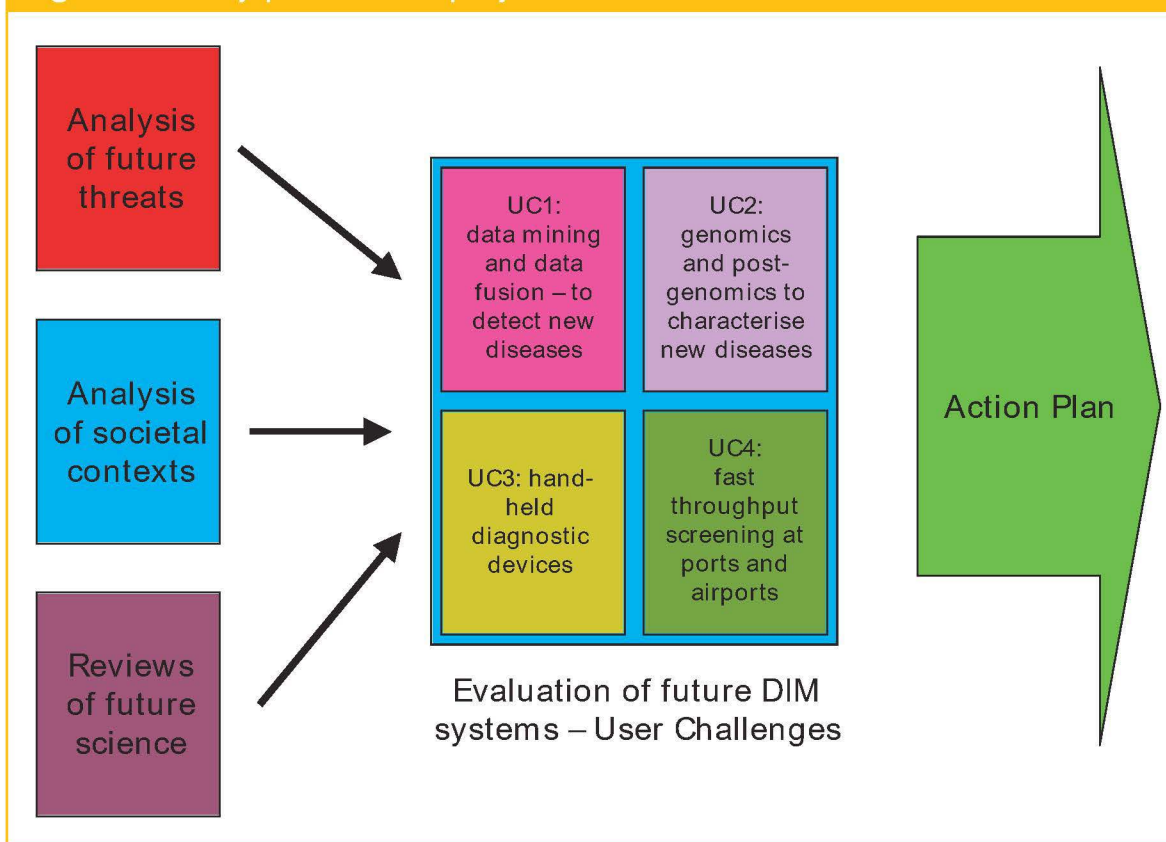 Analysis
of future
threats
Analysis
of societal
contexts
Reviews
of future
science
UC1:
data mining
and data
fusion – to
detect new
diseases
UC2:
genomics
and post-
genomics to
characterise
new diseases
UC3: hand-
held
diagnostic
devices
UC4:
fast
throughput
screening at
ports and
airports
Evaluation of future DIM
systems – User Challenges
Action Plan